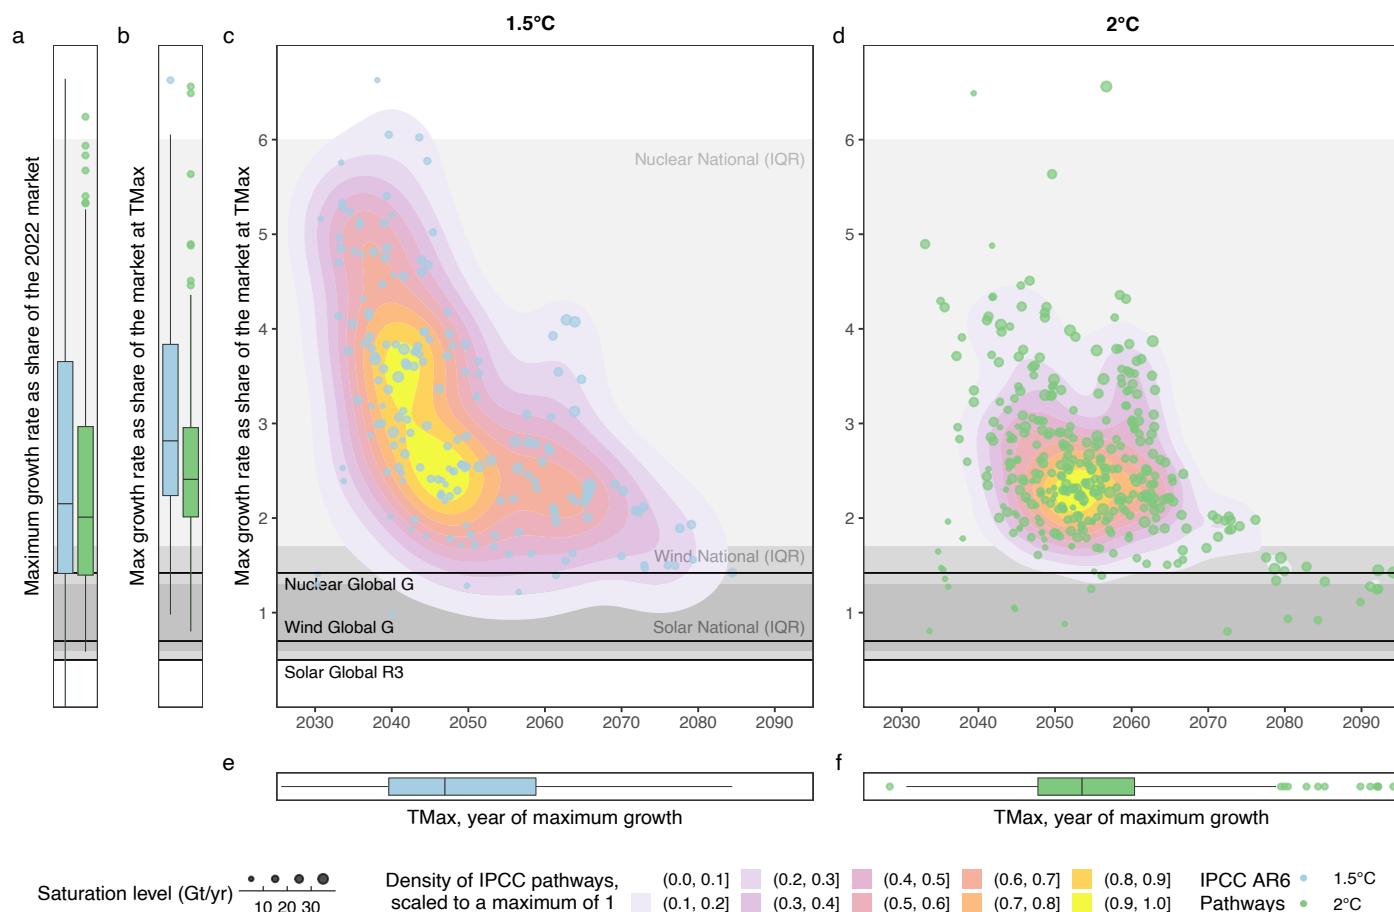 a
b
c
1.5°C
d
2°C
Maximum growth rate as share of the 2022 market
Max growth rate as share of the market at TMax
Max growth rate as share of the market at TMax
6
5
4
3
2
1
Nuclear National (IQR)
Wind National (IQR)
Nuclear Global G
Wind Global G
Solar National (IQR)
Solar Global R3
2030 2040 2050 2060 2070 2080 2090
6
5
4
3
2
1
2030 2040 2050 2060 2070 2080 2090
e
TMax, year of maximum growth
f
TMax, year of maximum growth
Saturation level (Gt/yr)
10 20 30
Density of IPCC pathways,
scaled to a maximum of 1
(0.0, 0.1] (0.2, 0.3] (0.4, 0.5] (0.6, 0.7] (0.8, 0.9]
(0.1, 0.2] (0.3, 0.4] (0.5, 0.6] (0.7, 0.8] (0.9, 1.0]
IPCC AR6
Pathways
1.5°C
2°C